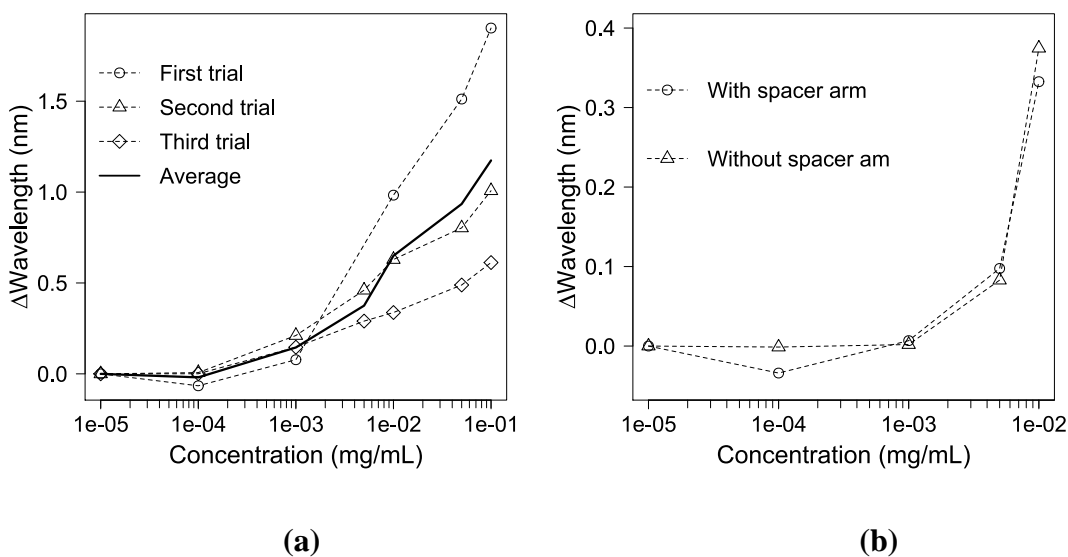 First trial
Second trial
Third trial
Average
ΔWavelength (nm)
0.0
0.5
1.0
1.5
1e-05 1e-04 1e-03 1e-02 1e-01
Concentration (mg/mL)
(a)
With spacer arm
Without spacer am
ΔWavelength (nm)
0.0
0.1
0.2
0.3
0.4
1e-05 1e-04 1e-03 1e-02
Concentration (mg/mL)
(b)